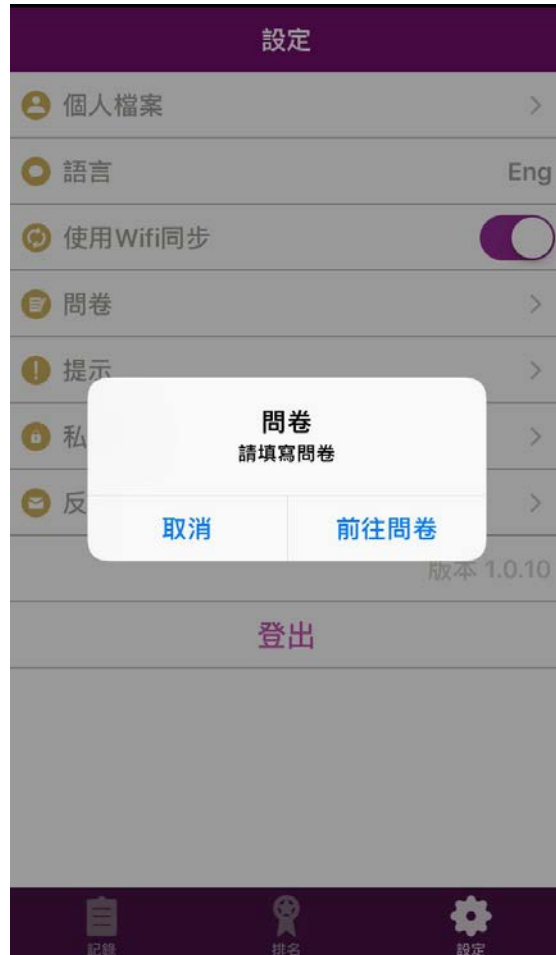 設定
個人檔案
語言 Eng
使用Wifi同步
問卷
提示
私
反
問卷
請填寫問卷
取消 前往問卷
版本 1.0.10
登出
記錄 排名 設定